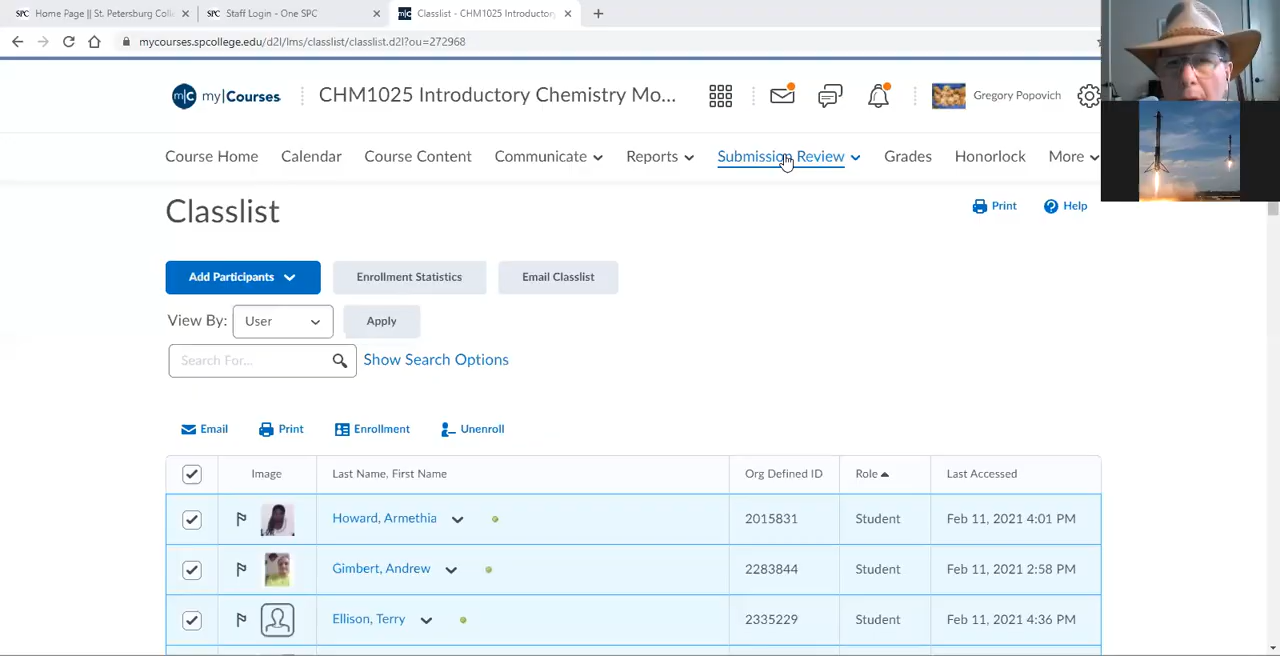 SPC Home Page || St. Petersburg Coll
SPC Staff Login - One SPC
m|C Classlist - CHM1025 Introductory
mycourses.spcollege.edu/d2l/lms/classlist/classlist.d2l?ou=272968
m|C my|Courses CHM1025 Introductory Chemistry Mo... Gregory Popovich
Course Home Calendar Course Content Communicate Reports Submission Review Grades Honorlock More
Classlist Print Help
Add Participants Enrollment Statistics Email Classlist
View By: User Apply
Search For... Show Search Options
Email Print Enrollment Unenroll
Image Last Name, First Name Org Defined ID Role Last Accessed
Howard, Armethia 2015831 Student Feb 11, 2021 4:01 PM
Gimbert, Andrew 2283844 Student Feb 11, 2021 2:58 PM
Ellison, Terry 2335229 Student Feb 11, 2021 4:36 PM